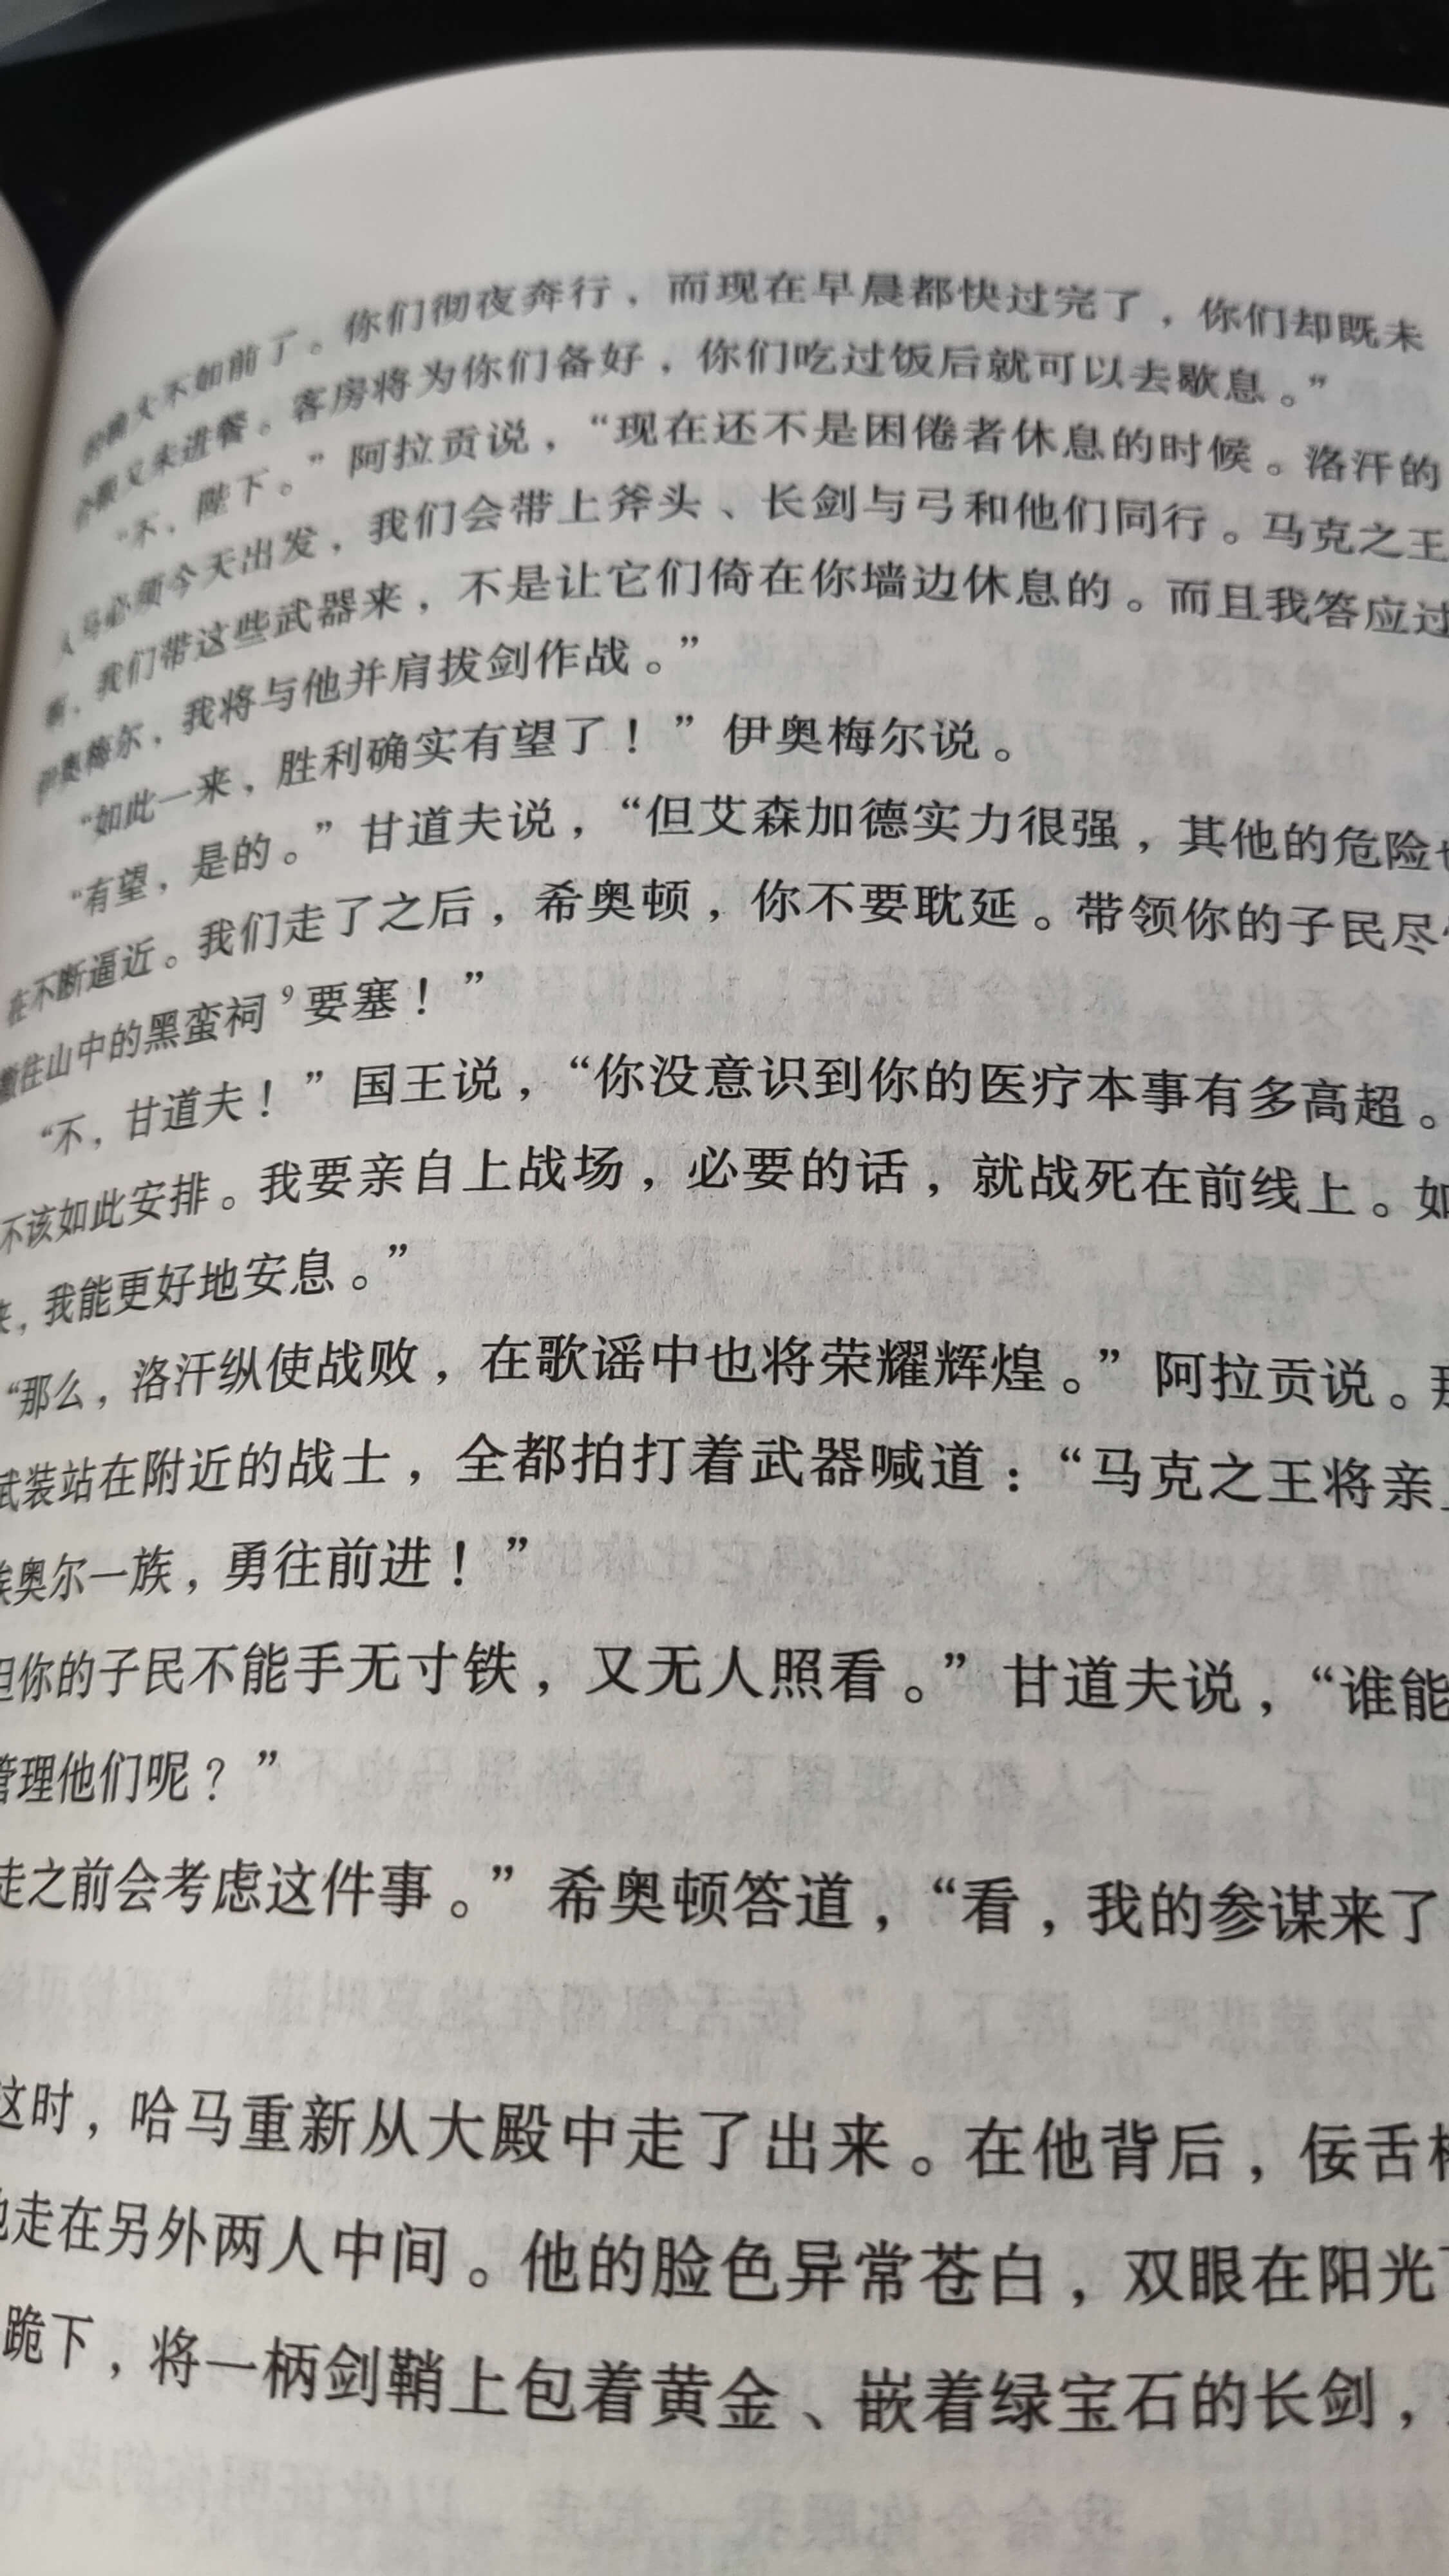 大不如前了。你们彻夜奔行，而现在早晨都快过完了，你们却既未
合眼又未进餐。客房将为你们备好，你们吃过饭后就可以去歇息。”
“不，陛下。”阿拉贡说，“现在还不是困倦者休息的时候。洛汗的
人马必须今天出发，我们会带上斧头、长剑与弓和他们同行。马克之王
啊，我们带这些武器来，不是让它们倚在你墙边休息的。而且我答应过
伊奥梅尔，我将与他并肩拔剑作战。”
“如此一来，胜利确实有望了！”伊奥梅尔说。
“有望，是的。”甘道夫说，“但艾森加德实力很强，其他的危险
在不断逼近。我们走了之后，希奥顿，你不要耽延。带领你的子民尽
往山中的黑蛮祠⁹要塞！”
“不，甘道夫！”国王说，“你没意识到你的医疗本事有多高超。
不该如此安排。我要亲自上战场，必要的话，就战死在前线上。如
，我能更好地安息。”
“那么，洛汗纵使战败，在歌谣中也将荣耀辉煌。”阿拉贡说。
武装站在附近的战士，全都拍打着武器喊道：“马克之王将亲
奥尔一族，勇往前进！”
但你的子民不能手无寸铁，又无人照看。”甘道夫说，“谁能
管理他们呢？”
走之前会考虑这件事。”希奥顿答道，“看，我的参谋来了
这时，哈马重新从大殿中走了出来。在他背后，佞舌
走在另外两人中间。他的脸色异常苍白，双眼在阳光
跪下，将一柄剑鞘上包着黄金、嵌着绿宝石的长剑，